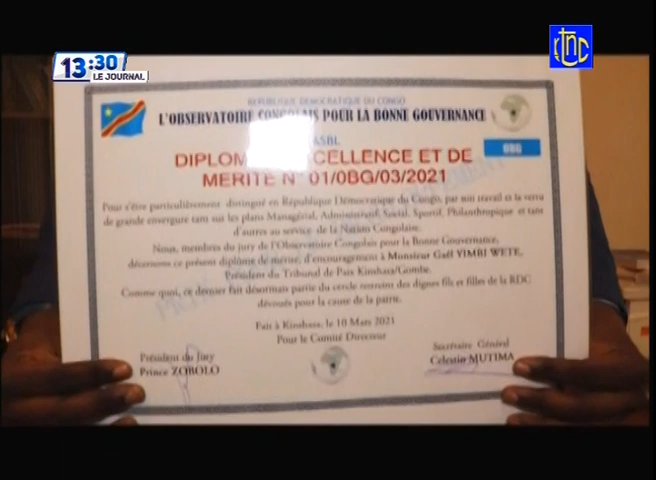 13:30
LE JOURNAL
rtnc
REPUBLIQUE DEMOCRATIQUE DU CONGO
L'OBSERVATOIRE CONGOLAIS POUR LA BONNE GOUVERNANCE
ASBL
OBG
DIPLOM CELLENCE ET DE
MERITE N° 01/OBG/03/2021
Pour s'être particulièrement distingué en République Démocratique du Congo, par son travail et la vertu
de grande envergure tant sur les plans Managérial, Administratif, Social, Sportif, Philanthropique et tant
d'autres au service de la Nation Congolaise.
Nous, membres du jury de l'Observatoire Congolais pour la Bonne Gouvernance,
décernons ce présent diplôme de mérite, d'encouragement à Monsieur Gaël YIMBI WETE,
Président du Tribunal de Paix Kinshasa/Gombe.
Comme quoi, ce dernier fait désormais partie du cercle restreint des dignes fils et filles de la RDC
dévoués pour la cause de la patrie.
Fait à Kinshasa, le 10 Mars 2021
Pour le Comité Directeur
Président du Jury
Prince ZOBOLO
Secrétaire Général
Célestin MUTIMA